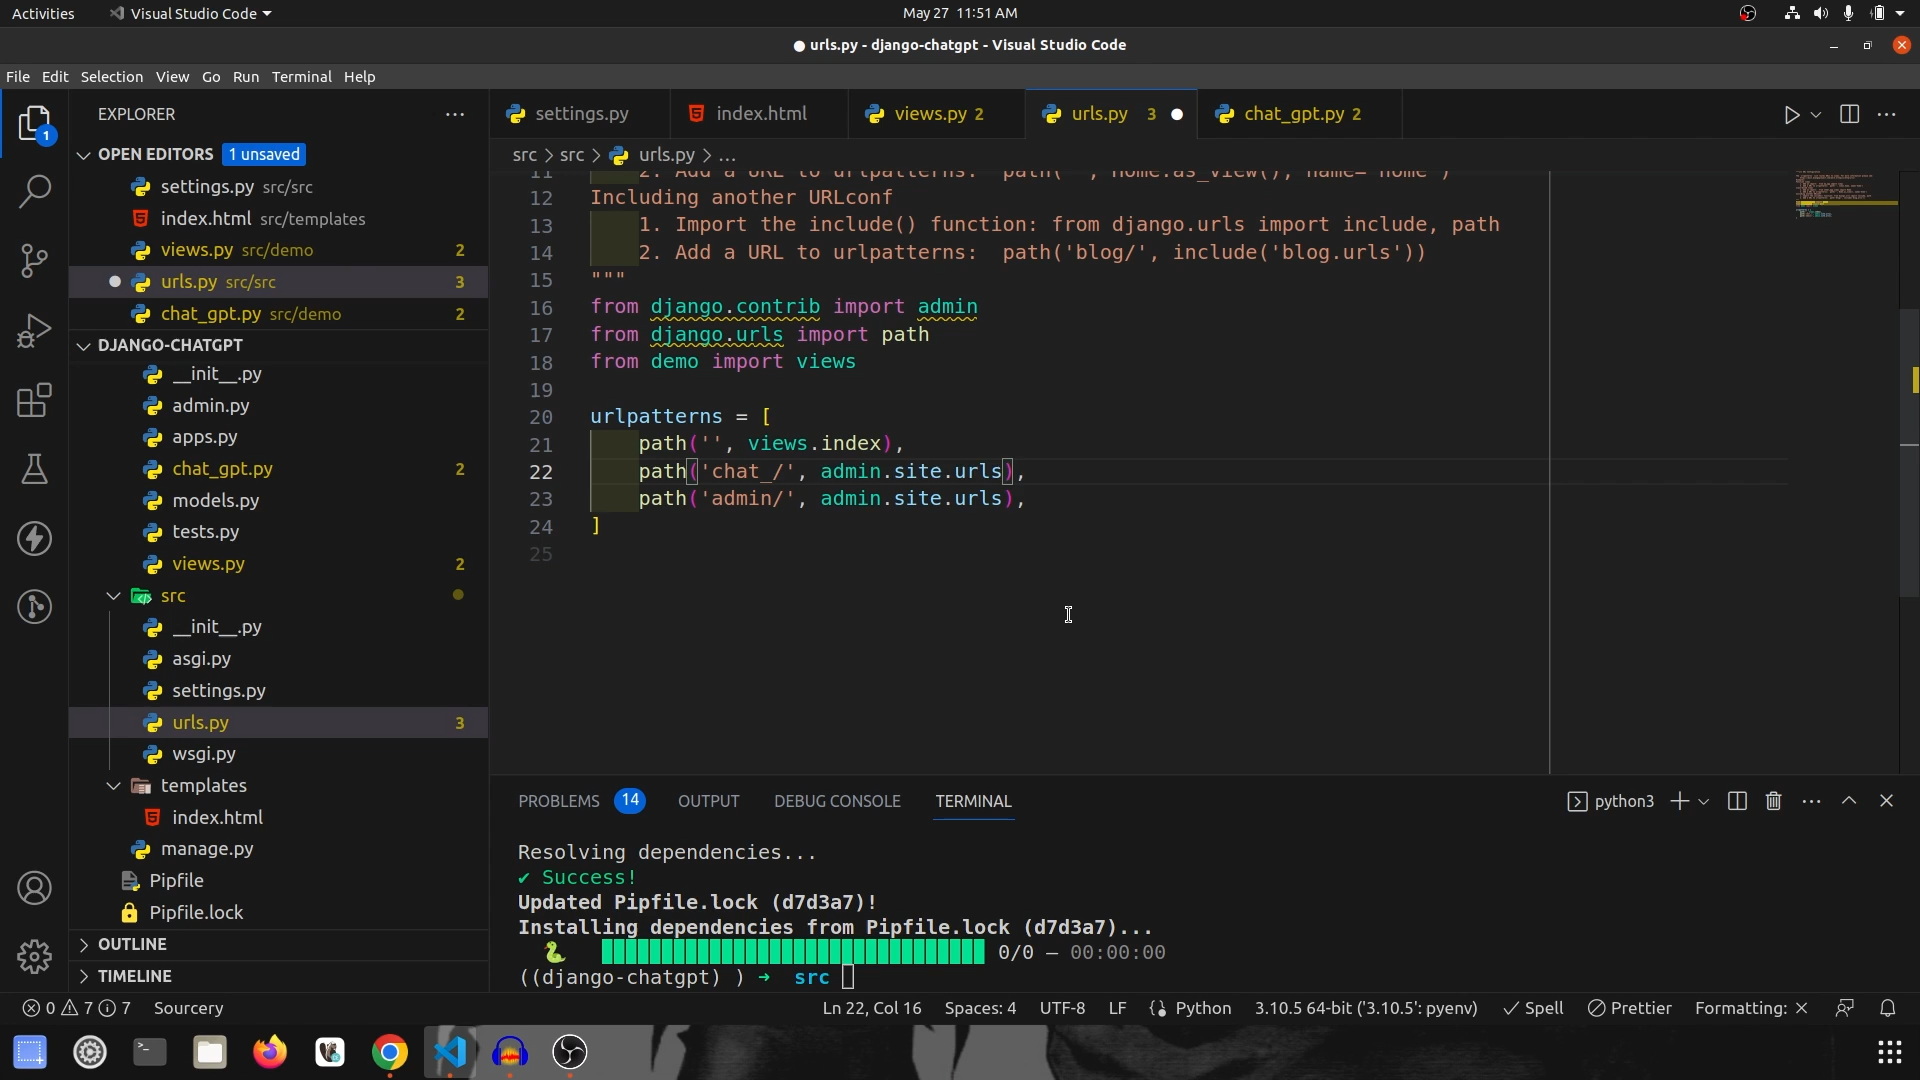 Activities Visual Studio Code May 27 11:51 AM
urls.py - django-chatgpt - Visual Studio Code
File Edit Selection View Go Run Terminal Help
EXPLORER
settings.py index.html views.py 2 urls.py 3 chat_gpt.py 2
1
OPEN EDITORS 1 unsaved
src > src > urls.py > ...
settings.py src/src
index.html src/templates
views.py src/demo 2
urls.py src/src 3
chat_gpt.py src/demo 2
DJANGO-CHATGPT
__init__.py
admin.py
apps.py
chat_gpt.py 2
models.py
tests.py
views.py 2
src
__init__.py
asgi.py
settings.py
urls.py 3
wsgi.py
templates
index.html
manage.py
Pipfile
Pipfile.lock
OUTLINE
TIMELINE
11 2. Add a URL to urlpatterns: path('', Home.as_view(), name='home')
12 Including another URLconf
13 1. Import the include() function: from django.urls import include, path
14 2. Add a URL to urlpatterns: path('blog/', include('blog.urls'))
15 """
16 from django.contrib import admin
17 from django.urls import path
18 from demo import views
19
20 urlpatterns = [
21 path('', views.index),
22 path('chat_/', admin.site.urls),
23 path('admin/', admin.site.urls),
24 ]
25
PROBLEMS 14 OUTPUT DEBUG CONSOLE TERMINAL python3
Resolving dependencies...
✔ Success!
Updated Pipfile.lock (d7d3a7)!
Installing dependencies from Pipfile.lock (d7d3a7)...
0/0 — 00:00:00
((django-chatgpt) ) → src
0 7 7 Sourcery Ln 22, Col 16 Spaces: 4 UTF-8 LF Python 3.10.5 64-bit ('3.10.5': pyenv) Spell Prettier Formatting: ×